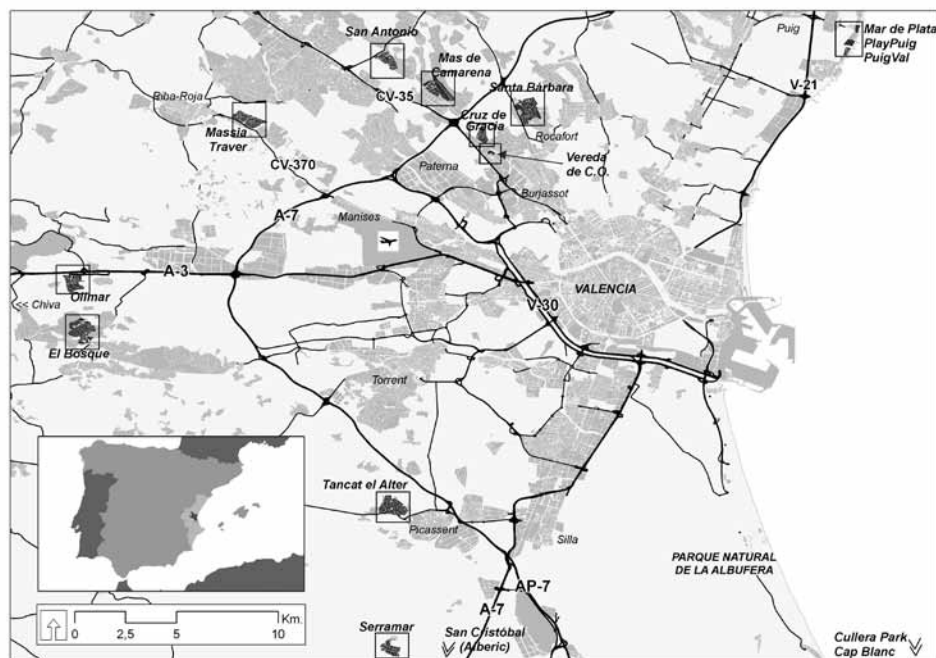 San Antonio
Puig
Mar de Plata
PlayPuig
PuigVal
Mas de
Camarena
V-21
CV-35
Santa Bárbara
Riba-Roja
Cruz de
Gracia
Rocafort
Massia
Traver
Vereda
de C.O.
CV-370
Paterna
Burjassot
A-7
Manises
A-3
VALENCIA
Ollmar
<< Chiva
V-30
El Bosque
Torrent
Tancat el Alter
Picassent
Silla
PARQUE NATURAL
DE LA ALBUFERA
AP-7
A-7
Km.
0 2,5 5 10
Serramar
San Cristóbal
(Alberic)
Cullera Park
Cap Blanc